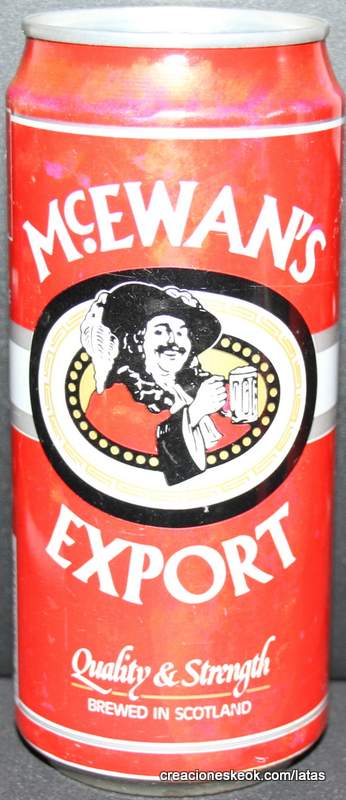 McEWAN'S
EXPORT
Quality & Strength
BREWED IN SCOTLAND
creacioneskeok.com/latas